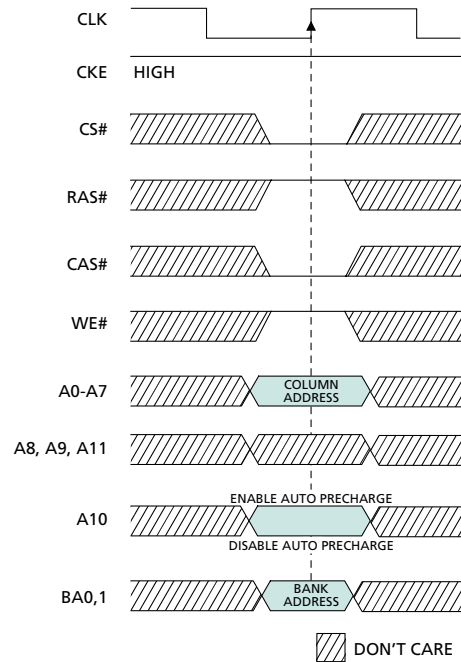 CLK
CKE HIGH
CS#
RAS#
CAS#
WE#
A0-A7 COLUMN
ADDRESS
A8, A9, A11
ENABLE AUTO PRECHARGE
A10
DISABLE AUTO PRECHARGE
BA0,1 BANK
ADDRESS
DON'T CARE